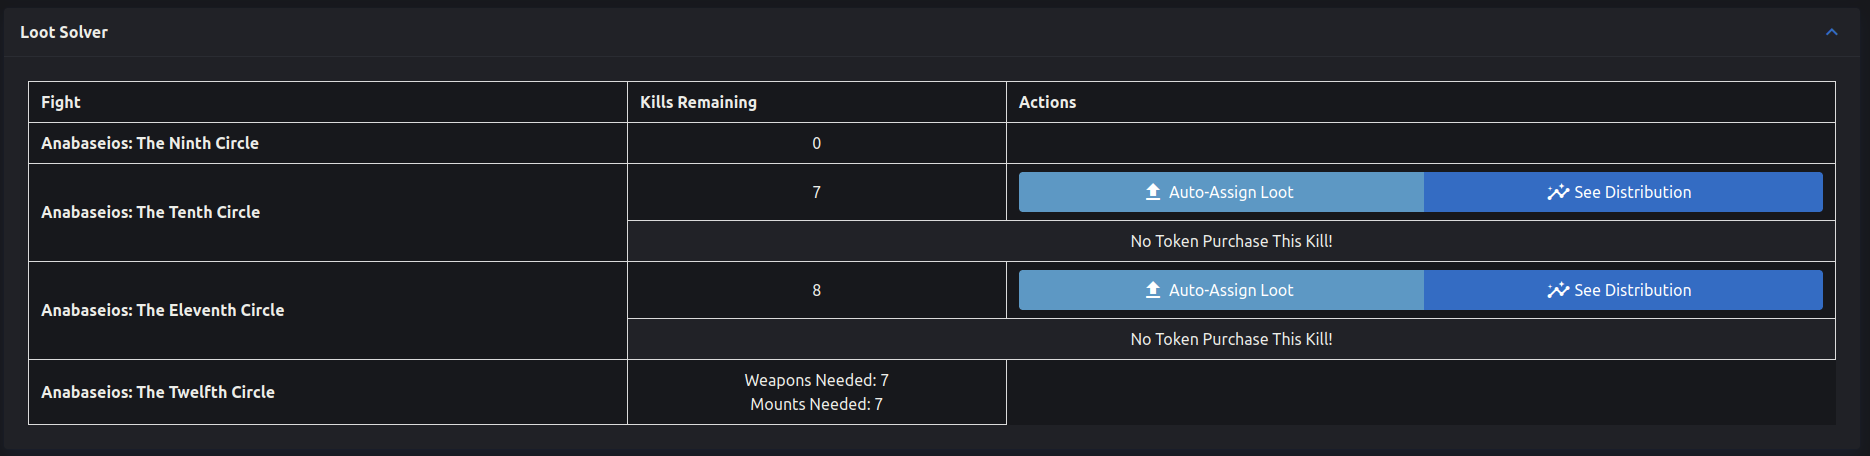 Loot Solver
Fight Kills Remaining Actions
Anabaseios: The Ninth Circle 0
Anabaseios: The Tenth Circle 7 Auto-Assign Loot See Distribution
No Token Purchase This Kill!
Anabaseios: The Eleventh Circle 8 Auto-Assign Loot See Distribution
No Token Purchase This Kill!
Anabaseios: The Twelfth Circle Weapons Needed: 7
Mounts Needed: 7